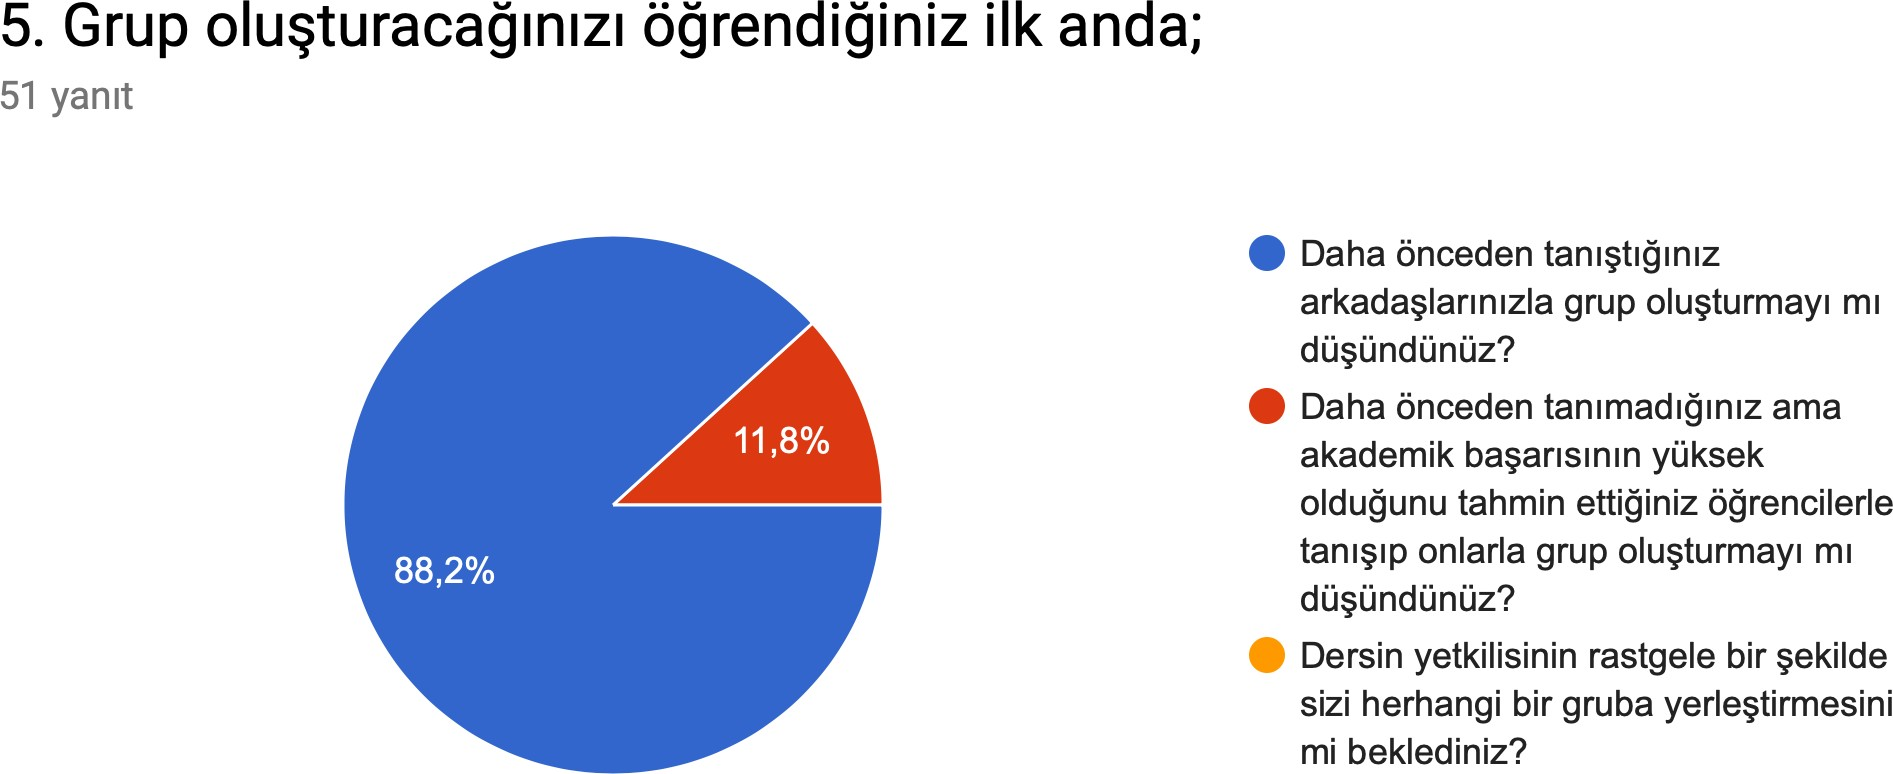 5. Grup oluşturacağınızı öğrendiğiniz ilk anda;
51 yanıt
11,8%
88,2%
Daha önceden tanıştığınız
arkadaşlarınızla grup oluşturmayı mı
düşündünüz?
Daha önceden tanımadığınız ama
akademik başarısının yüksek
olduğunu tahmin ettiğiniz öğrencilerle
tanışıp onlarla grup oluşturmayı mı
düşündünüz?
Dersin yetkilisinin rastgele bir şekilde
sizi herhangi bir gruba yerleştirmesini
mi beklediniz?